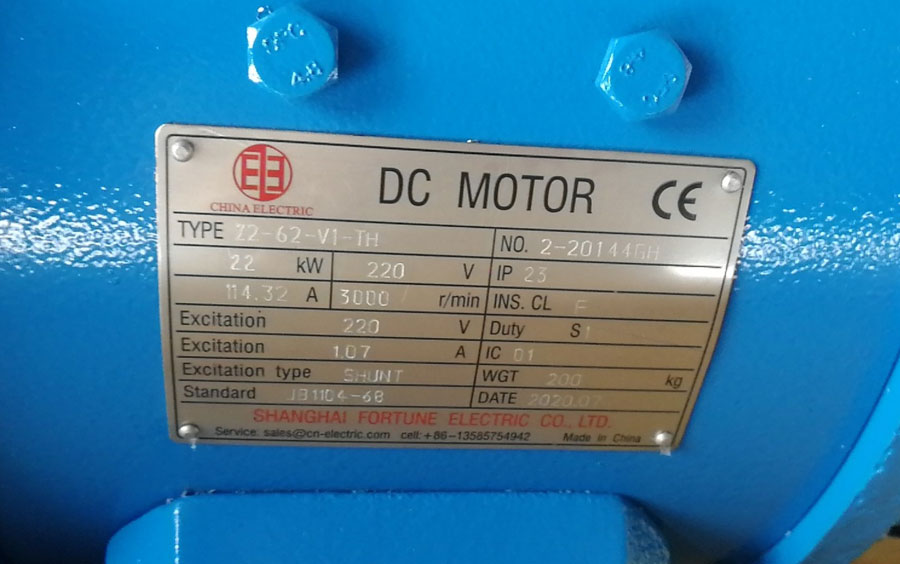 CHINA ELECTRIC
DC MOTOR CE
TYPE Z2-62-V1-TH NO.
22 kW 220 V IP 23
114.32 A 3000 r/min INS. CL F
Excitation 220 V Duty S1
Excitation 1.07 A IC 01
Excitation type SHUNT WGT 200 kg
Standard JB1104-68 DATE 2020.07
SHANGHAI FORTUNE ELECTRIC CO., LTD.
Service: sales@cn-electric.com cell:+86-13585754942 Made in China